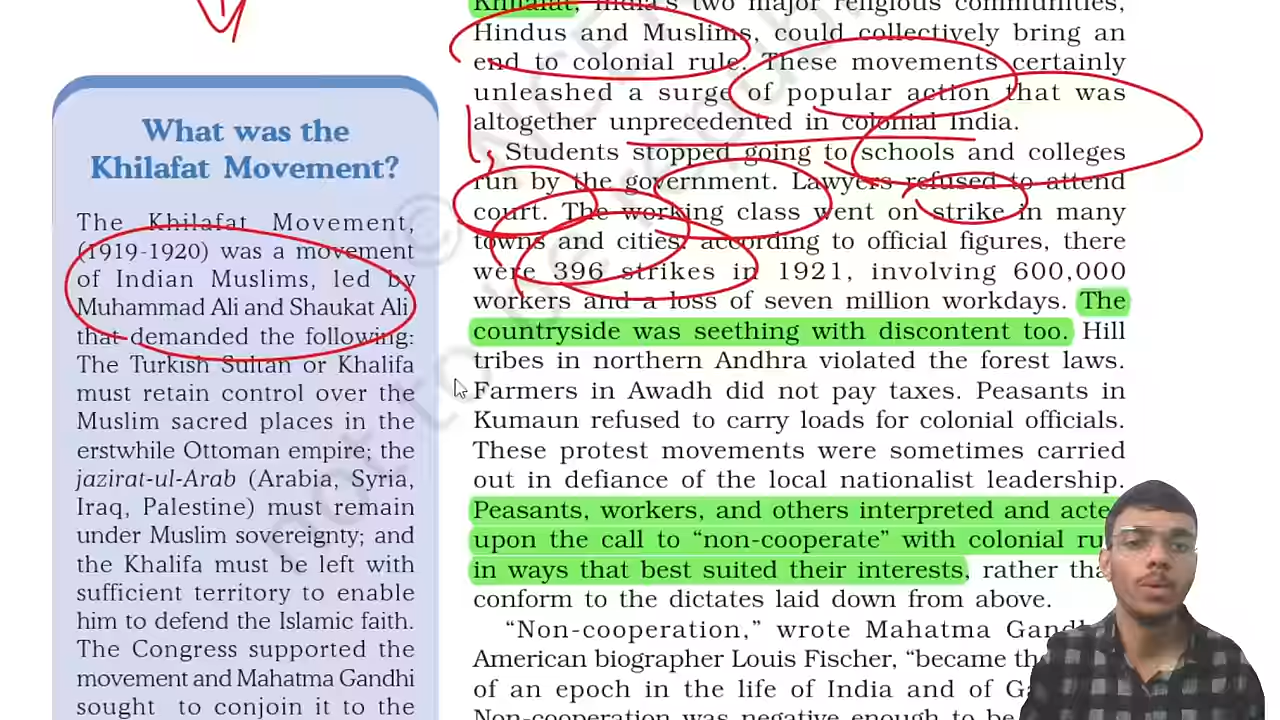 What was the
Khilafat Movement?
The Khilafat Movement,
(1919-1920) was a movement
of Indian Muslims, led by
Muhammad Ali and Shaukat Ali
that demanded the following:
The Turkish Sultan or Khalifa
must retain control over the
Muslim sacred places in the
erstwhile Ottoman empire; the
jazirat-ul-Arab (Arabia, Syria,
Iraq, Palestine) must remain
under Muslim sovereignty; and
the Khalifa must be left with
sufficient territory to enable
him to defend the Islamic faith.
The Congress supported the
movement and Mahatma Gandhi
sought to conjoin it to the
Khilafat, India's two major religious communities,
Hindus and Muslims, could collectively bring an
end to colonial rule. These movements certainly
unleashed a surge of popular action that was
altogether unprecedented in colonial India.
Students stopped going to schools and colleges
run by the government. Lawyers refused to attend
court. The working class went on strike in many
towns and cities: according to official figures, there
were 396 strikes in 1921, involving 600,000
workers and a loss of seven million workdays. The
countryside was seething with discontent too. Hill
tribes in northern Andhra violated the forest laws.
Farmers in Awadh did not pay taxes. Peasants in
Kumaun refused to carry loads for colonial officials.
These protest movements were sometimes carried
out in defiance of the local nationalist leadership.
Peasants, workers, and others interpreted and acte
upon the call to "non-cooperate" with colonial ru
in ways that best suited their interests, rather tha
conform to the dictates laid down from above.
"Non-cooperation," wrote Mahatma Gandh
American biographer Louis Fischer, "became th
of an epoch in the life of India and of G
Non-cooperation was negative enough to be
not to be republished